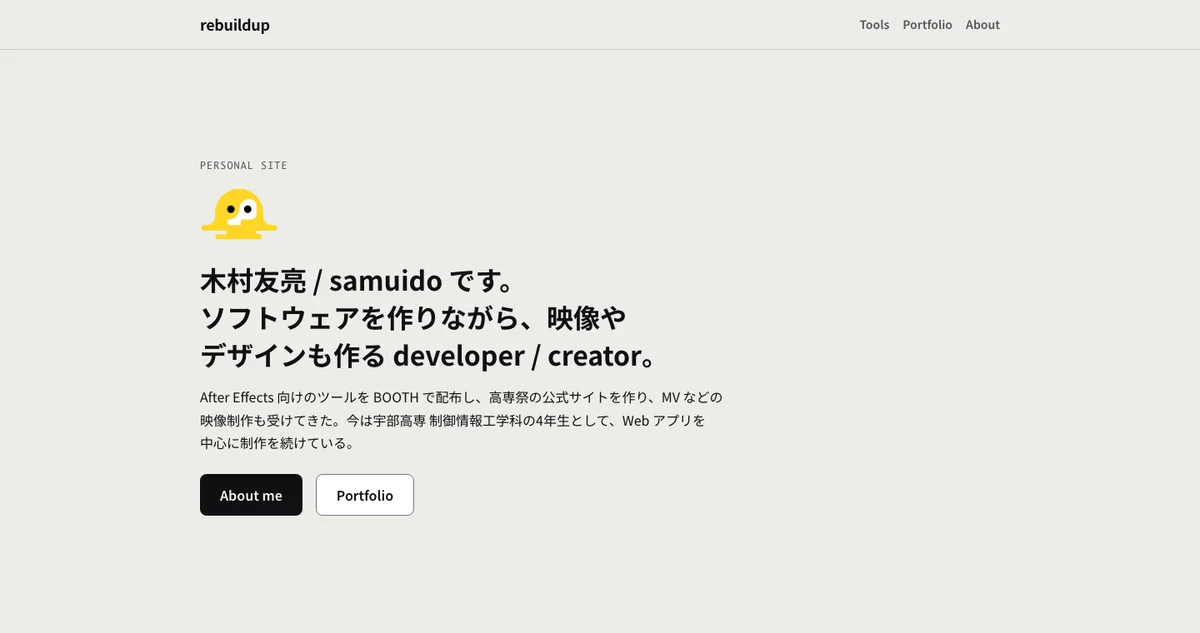 rebuildup
Tools Portfolio About
PERSONAL SITE
木村友亮 / samuido です。
ソフトウェアを作りながら、映像や
デザインも作る developer / creator。
After Effects 向けのツールを BOOTH で配布し、高専祭の公式サイトを作り、MV などの
映像制作も受けてきた。今は宇部高専 制御情報工学科の4年生として、Web アプリを
中心に制作を続けている。
About me Portfolio